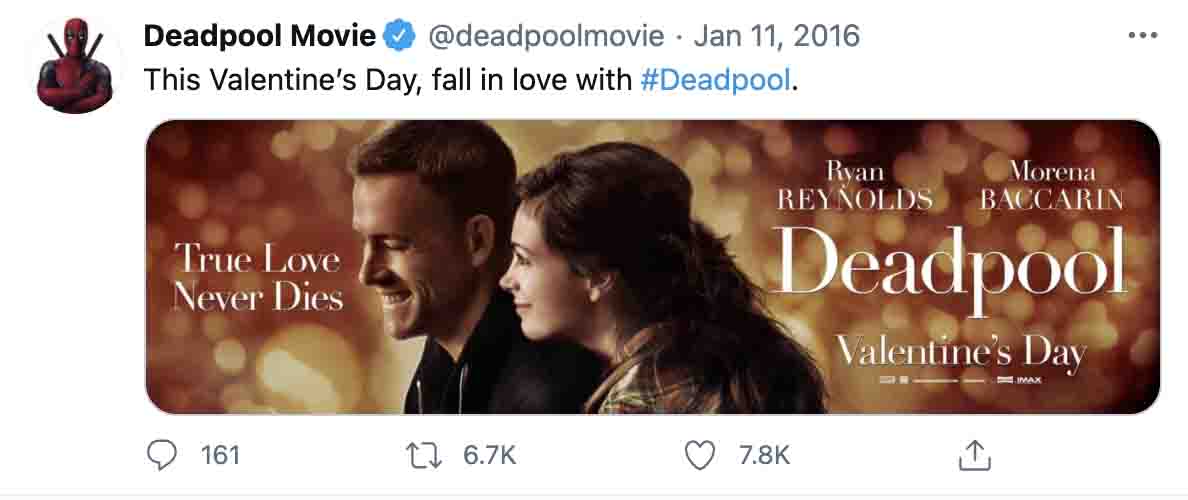 Deadpool Movie @deadpoolmovie · Jan 11, 2016
This Valentine’s Day, fall in love with #Deadpool.
True Love
Never Dies
Ryan
REYNOLDS
Morena
BACCARIN
Deadpool
Valentine's Day
IMAX
161 6.7K 7.8K